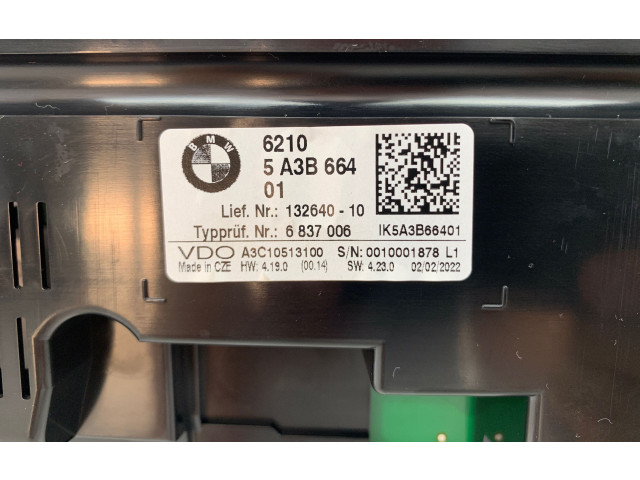 BMW
6210
5 A3B 664
01
Lief. Nr.: 132640 - 10
Typprüf. Nr.: 6 837 006
IK5A3B66401
VDO A3C10513100 S/N: 0010001878 L1
Made in CZE HW: 4.19.0 (00.14) SW: 4.23.0 02/02/2022